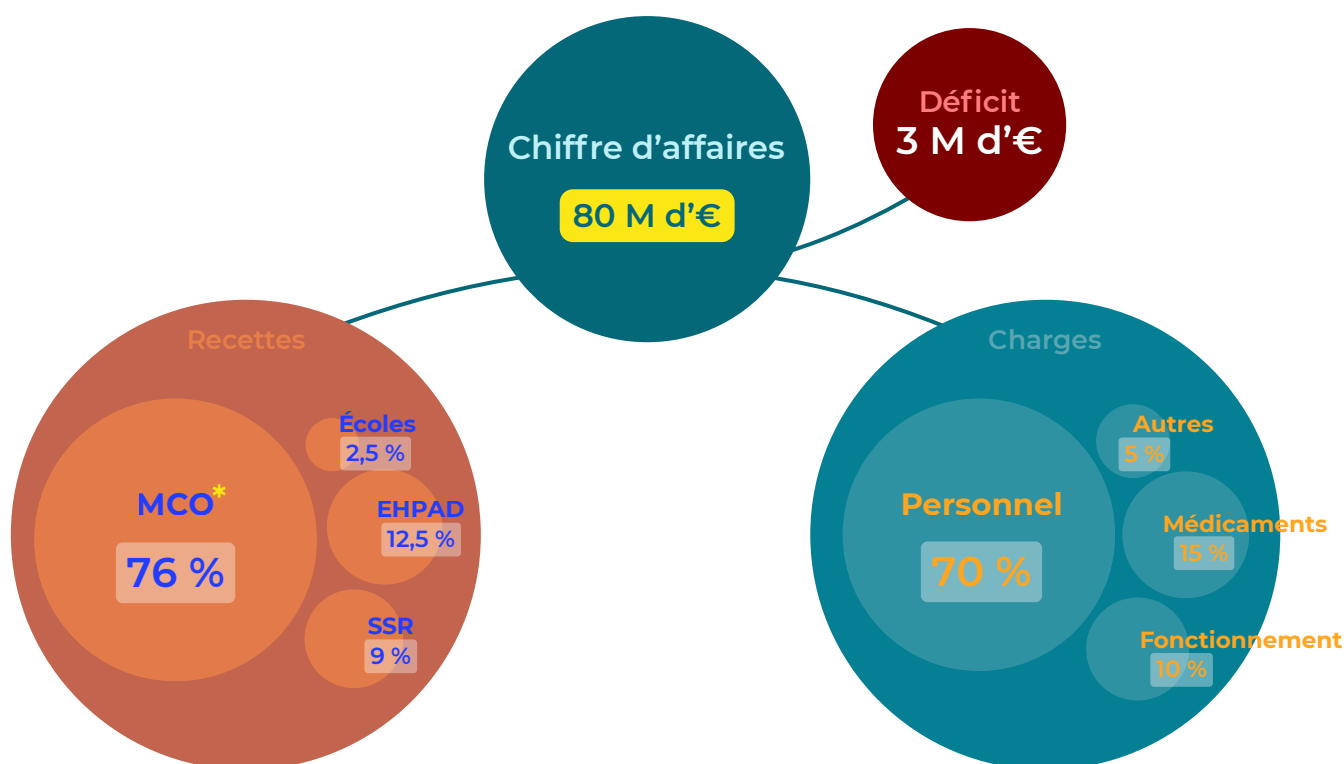 Chiffre d’affaires
80 M d’€
Déficit
3 M d’€
Recettes
MCO*
76 %
Écoles
2,5 %
EHPAD
12,5 %
SSR
9 %
Charges
Personnel
70 %
Autres
5 %
Médicaments
15 %
Fonctionnement
10 %